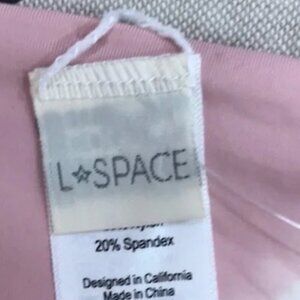 L☆SPACE
20% Spandex
Designed in California
Made in China